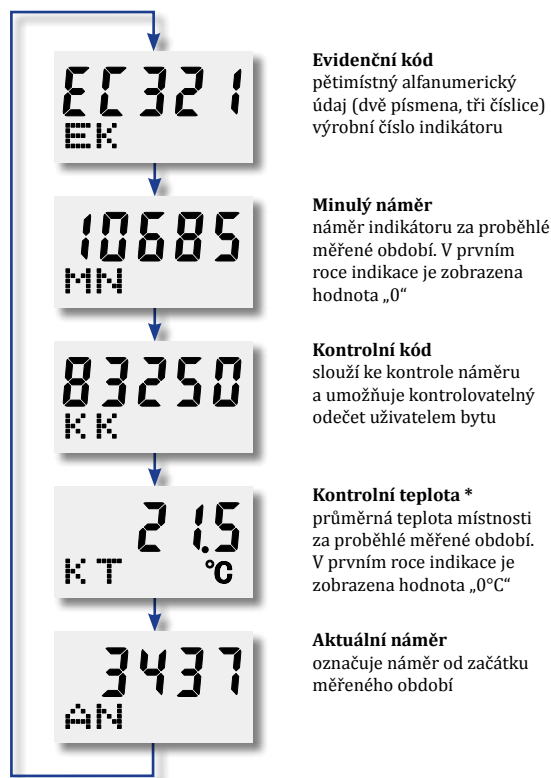 EC321
EK
Evidenční kód
pětimístný alfanumerický
údaj (dvě písmena, tři číslice)
výrobní číslo indikátoru
10685
MN
Minulý náměr
náměr indikátoru za proběhlé
měřené období. V prvním
roce indikace je zobrazena
hodnota „0“
83250
KK
Kontrolní kód
slouží ke kontrole náměru
a umožňuje kontrolovatelný
odečet uživatelem bytu
21.5
KT °C
Kontrolní teplota *
průměrná teplota místnosti
za proběhlé měřené období.
V prvním roce indikace je
zobrazena hodnota „0°C“
3437
AN
Aktuální náměr
označuje náměr od začátku
měřeného období